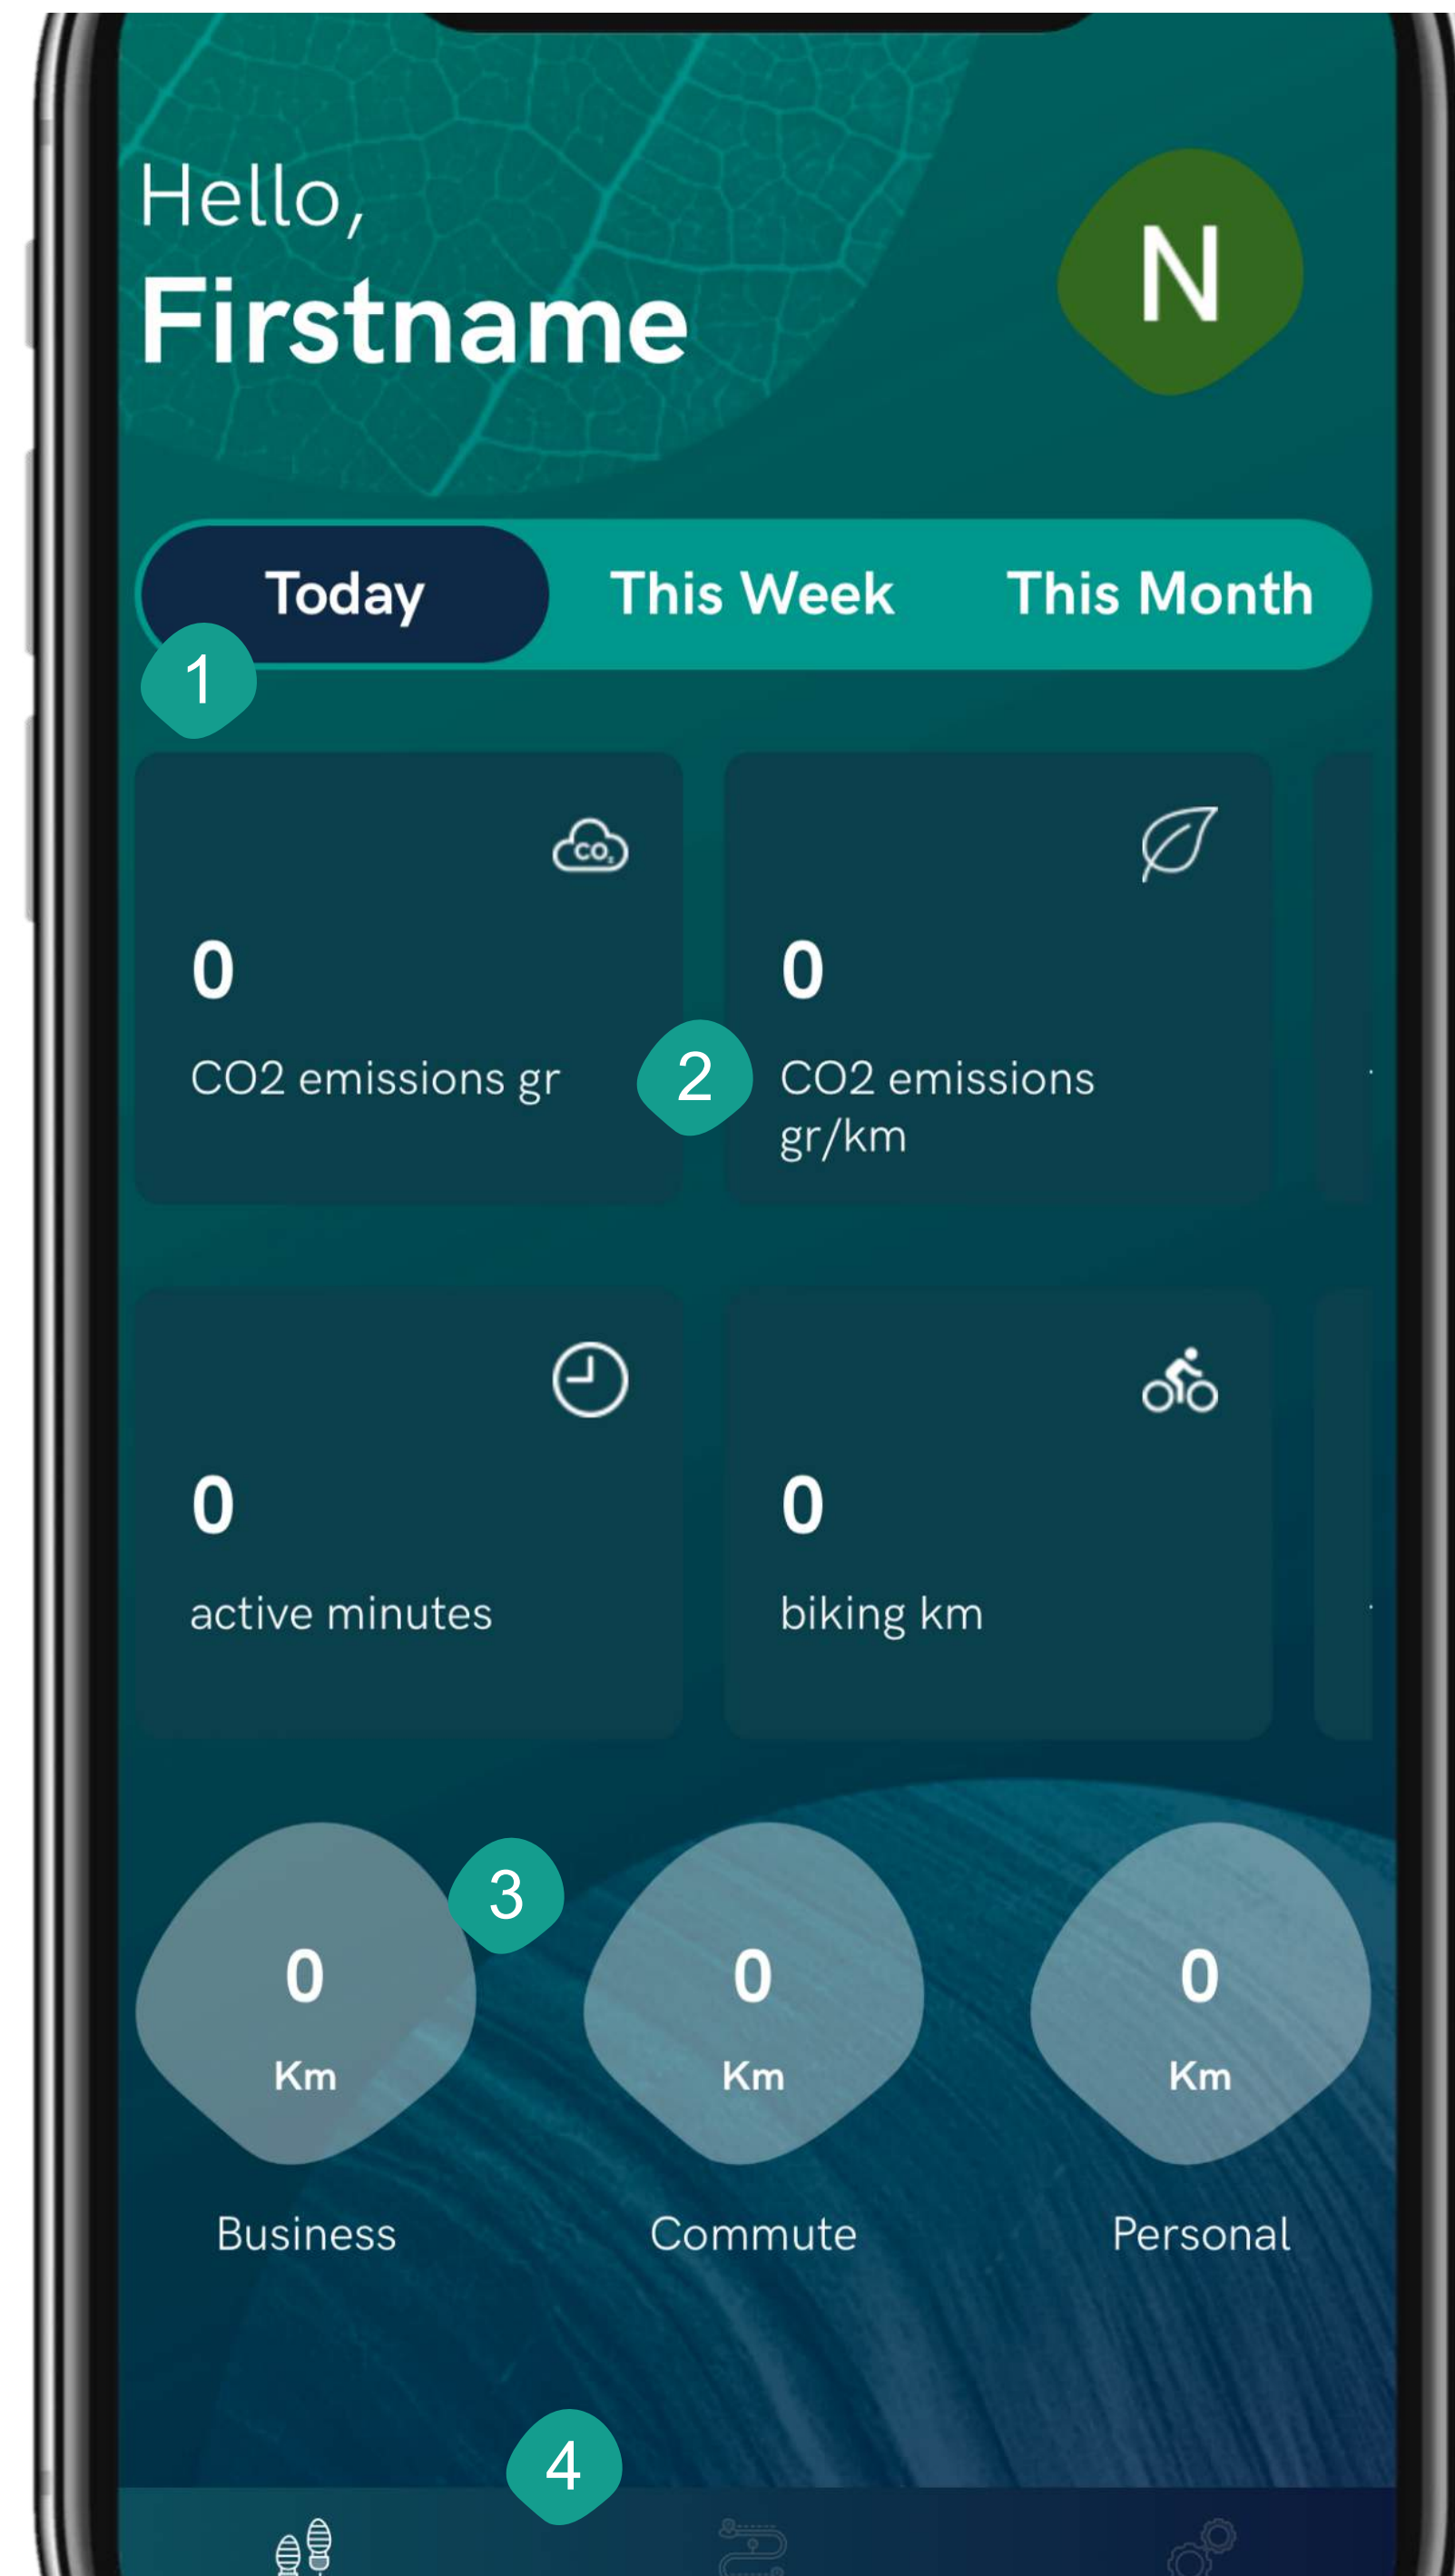 Hello,
Firstname
N
Today This Week This Month
1
CO2
0 0
CO2 emissions gr 2 CO2 emissions
gr/km
0 0
active minutes biking km
3
0 0 0
Km Km Km
Business Commute Personal
4